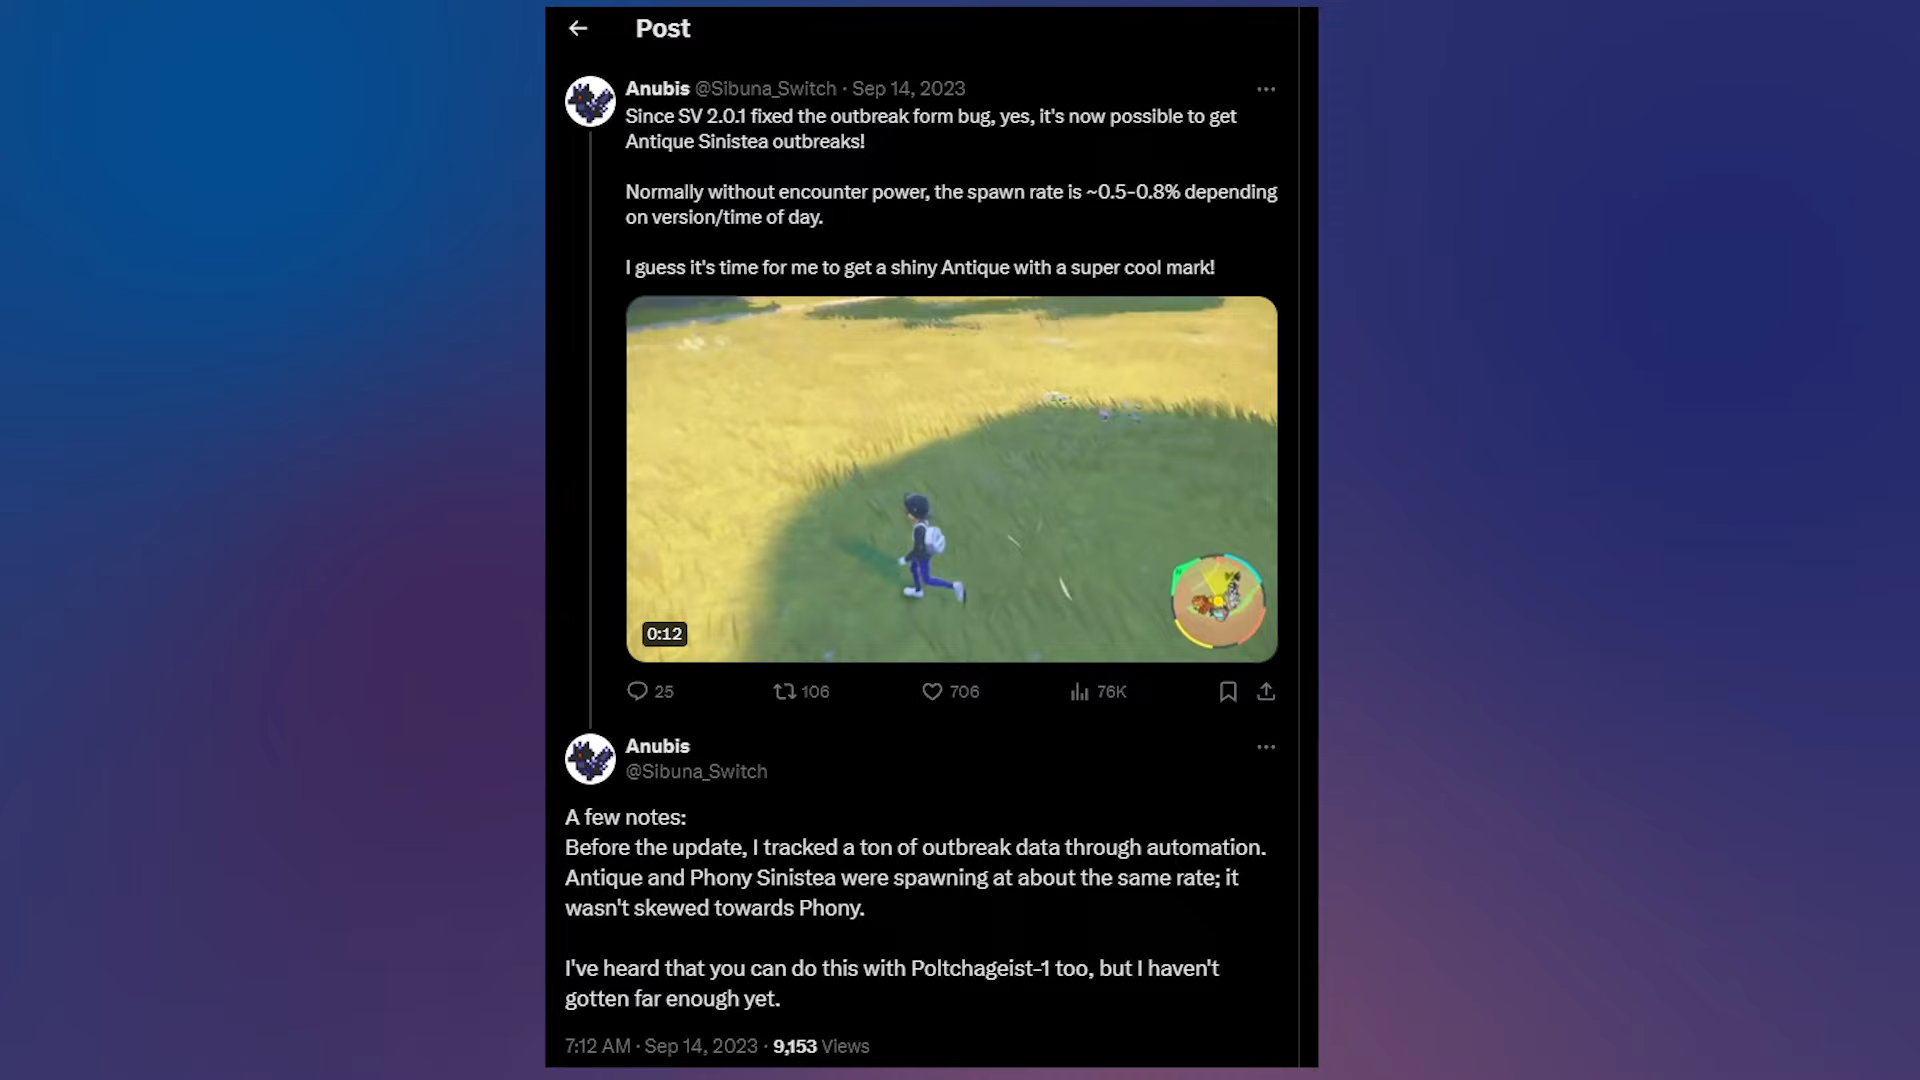 Post
Anubis @Sibuna_Switch · Sep 14, 2023
Since SV 2.0.1 fixed the outbreak form bug, yes, it's now possible to get
Antique Sinistea outbreaks!
Normally without encounter power, the spawn rate is ~0.5-0.8% depending
on version/time of day.
I guess it's time for me to get a shiny Antique with a super cool mark!
0:12
25 106 706 76K
Anubis
@Sibuna_Switch
A few notes:
Before the update, I tracked a ton of outbreak data through automation.
Antique and Phony Sinistea were spawning at about the same rate; it
wasn't skewed towards Phony.
I've heard that you can do this with Poltchageist-1 too, but I haven't
gotten far enough yet.
7:12 AM · Sep 14, 2023 · 9,153 Views